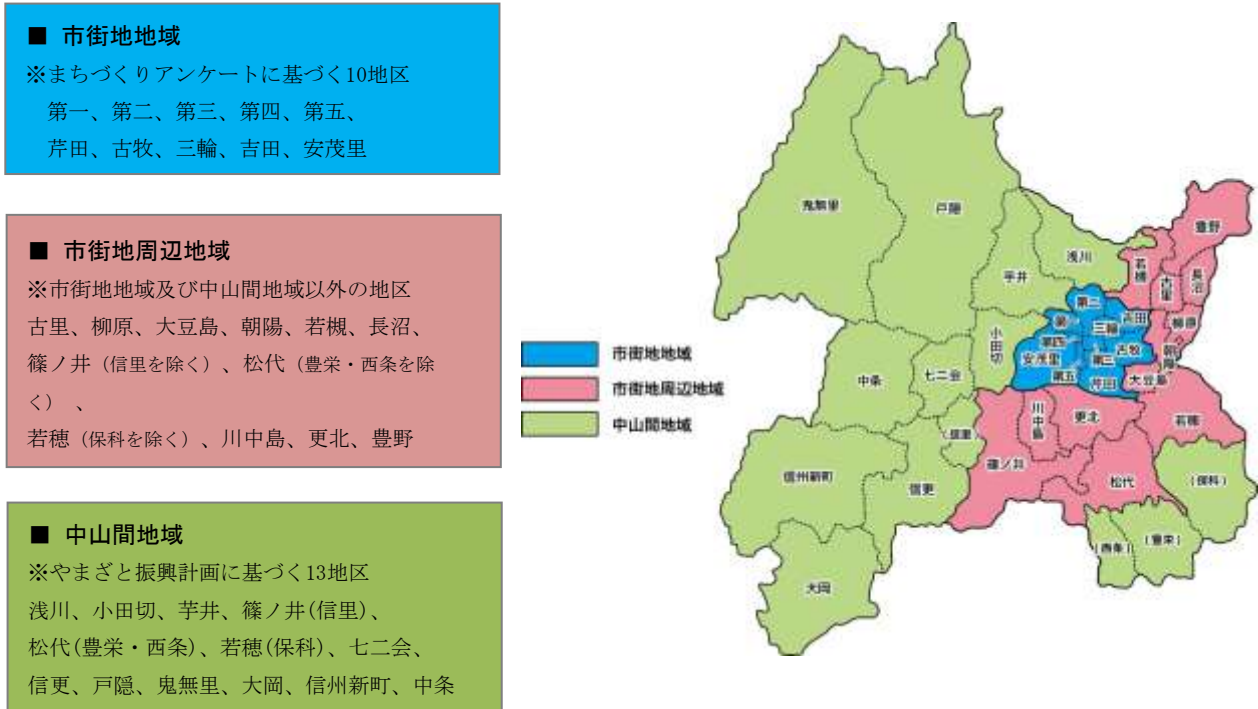 ■ 市街地地域
※まちづくりアンケートに基づく10地区
第一、第二、第三、第四、第五、
芹田、古牧、三輪、吉田、安茂里
■ 市街地周辺地域
※市街地地域及び中山間地域以外の地区
古里、柳原、大豆島、朝陽、若槻、長沼、
篠ノ井（信里を除く）、松代（豊栄・西条を除
く） 、
若穂（保科を除く）、川中島、更北、豊野
■ 中山間地域
※やまざと振興計画に基づく13地区
浅川、小田切、芋井、篠ノ井(信里)、
松代(豊栄・西条)、若穂(保科)、七二会、
信更、戸隠、鬼無里、大岡、信州新町、中条
市街地地域
市街地周辺地域
中山間地域
鬼無里
戸隠
豊野
浅川
若槻
古里
長沼
芋井
第二
第一
三輪
吉田
柳原
小田切
第四
古牧
朝陽
安茂里
第三
第五
芹田
大豆島
中条
七二会
川中島
更北
若穂
(信里)
篠ノ井
信州新町
信更
松代
(保科)
(西条)
(豊栄)
大岡